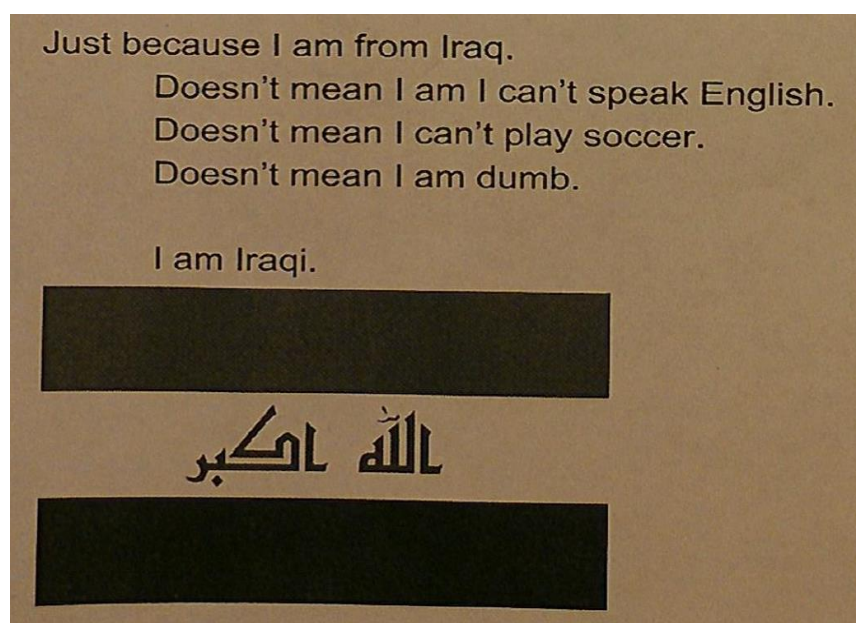 Just because I am from Iraq.
Doesn't mean I am I can't speak English.
Doesn't mean I can't play soccer.
Doesn't mean I am dumb.
I am Iraqi.
الله اكبر